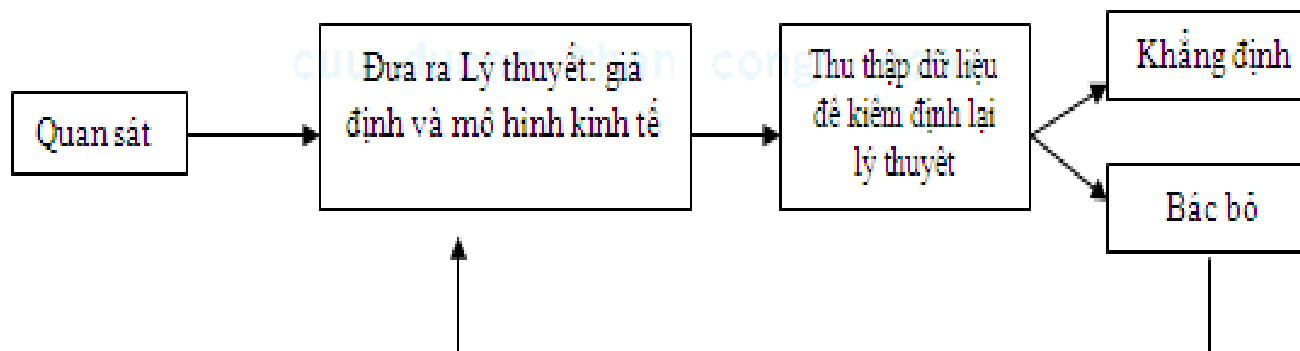 Quan sát
Đưa ra Lý thuyết: giả
định và mô hình kinh tế
Thu thập dữ liệu
để kiểm định lại
lý thuyết
Khẳng định
Bác bỏ